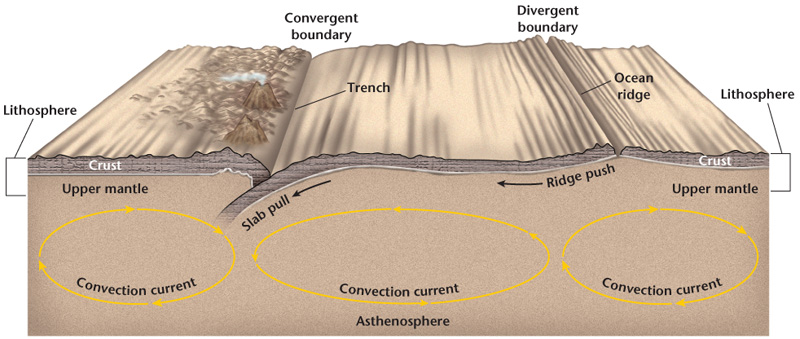 Convergent
boundary
Divergent
boundary
Trench
Ocean
ridge
Lithosphere
Lithosphere
Crust
Crust
Upper mantle
Slab pull
Ridge push
Upper mantle
Convection current
Convection current
Convection current
Asthenosphere